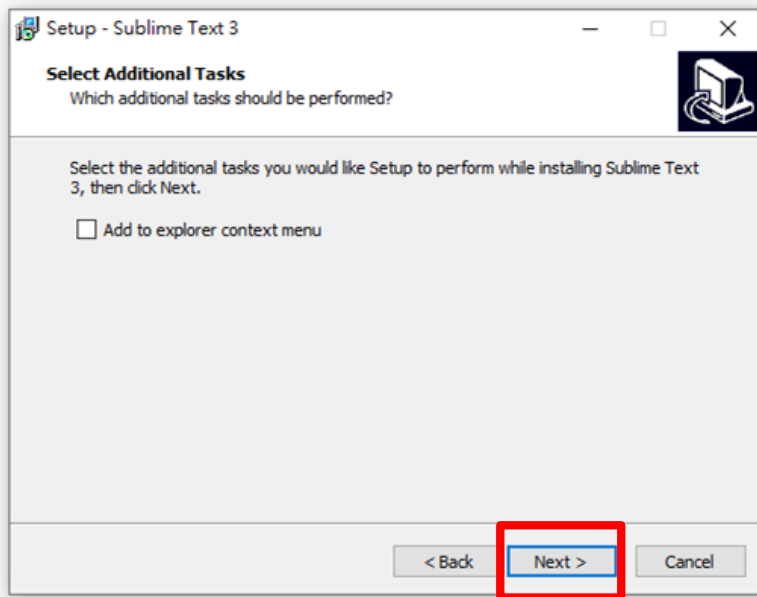 Setup - Sublime Text 3
Select Additional Tasks
Which additional tasks should be performed?
Select the additional tasks you would like Setup to perform while installing Sublime Text
3, then click Next.
Add to explorer context menu
< Back
Next >
Cancel